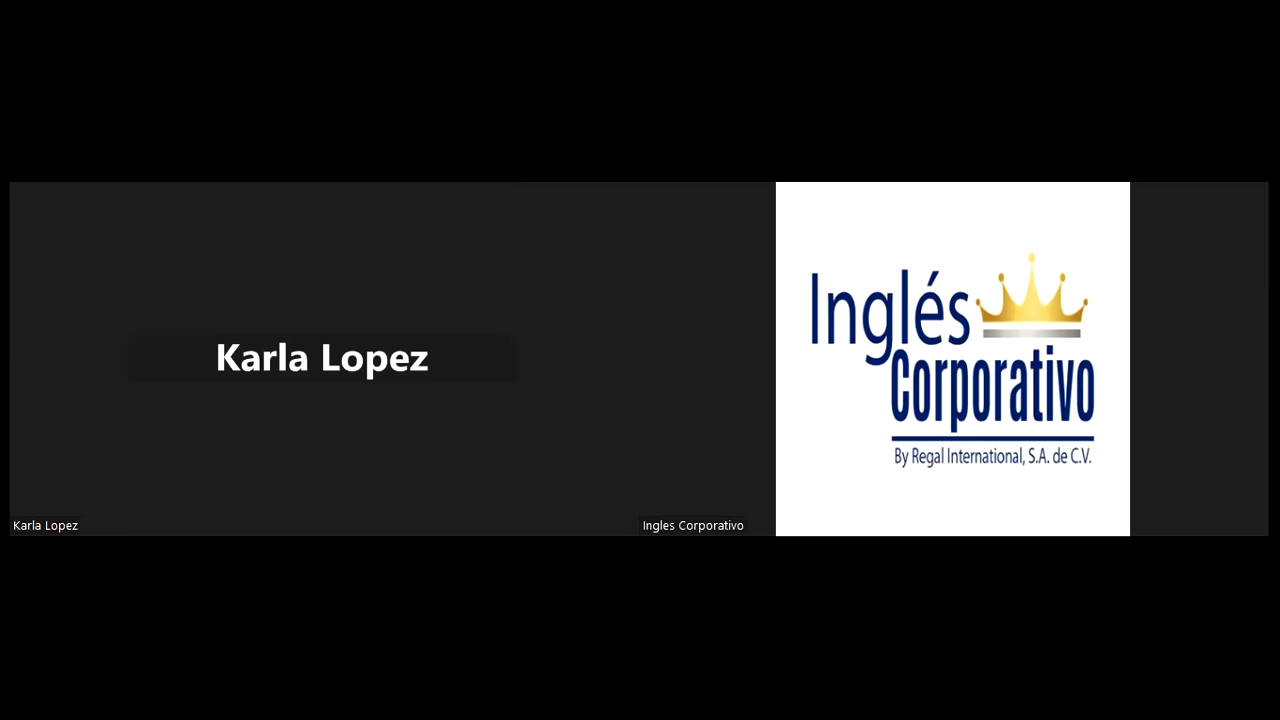 Karla Lopez
Karla Lopez
Inglés
Corporativo
By Regal International, S.A. de C.V.
Ingles Corporativo